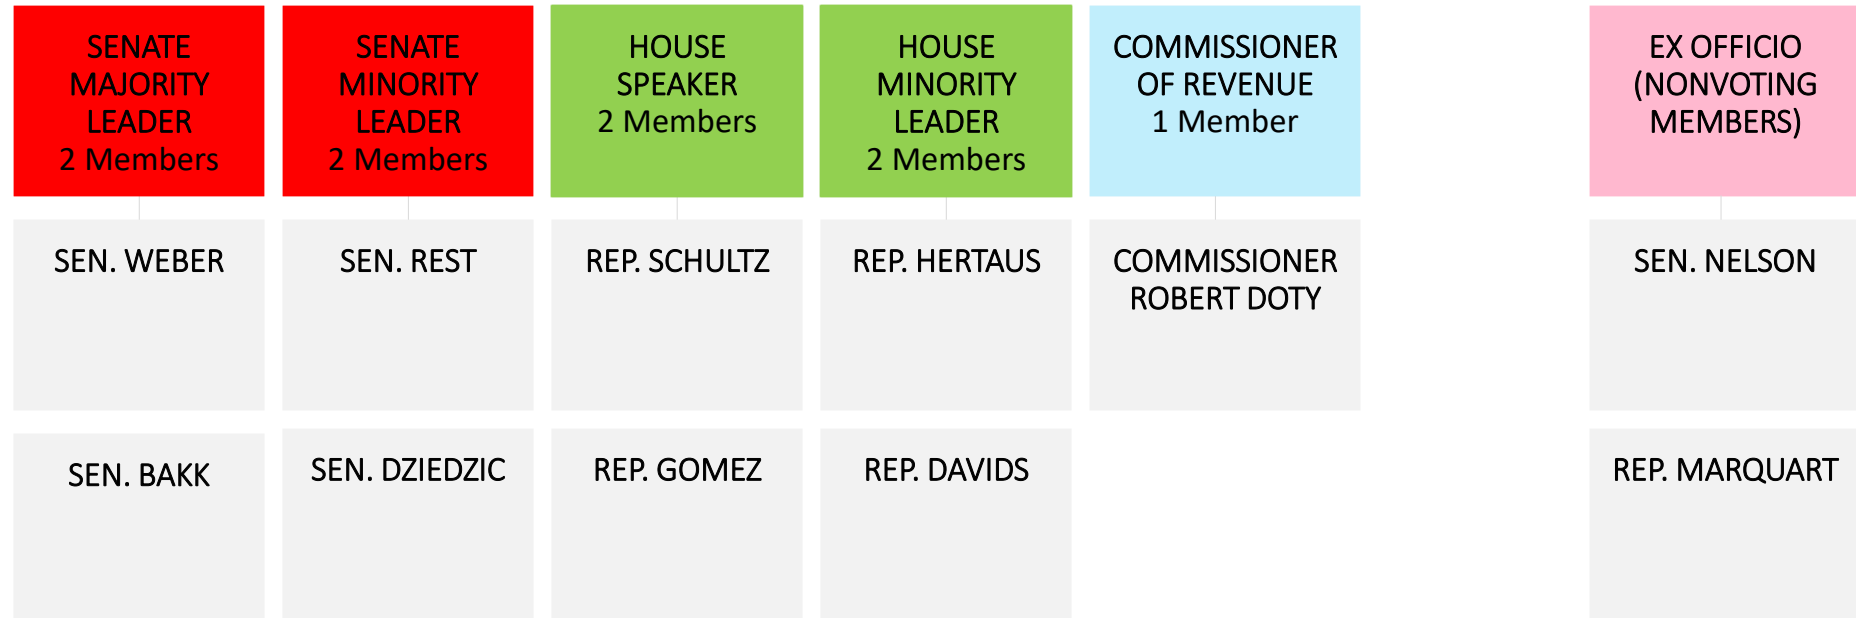 SENATE
MAJORITY
LEADER
2 Members
SENATE
MINORITY
LEADER
2 Members
HOUSE
SPEAKER
2 Members
HOUSE
MINORITY
LEADER
2 Members
COMMISSIONER
OF REVENUE
1 Member
EX OFFICIO
(NONVOTING
MEMBERS)
SEN. WEBER
SEN. REST
REP. SCHULTZ
REP. HERTAUS
COMMISSIONER
ROBERT DOTY
SEN. NELSON
SEN. BAKK
SEN. DZIEDZIC
REP. GOMEZ
REP. DAVIDS
REP. MARQUART